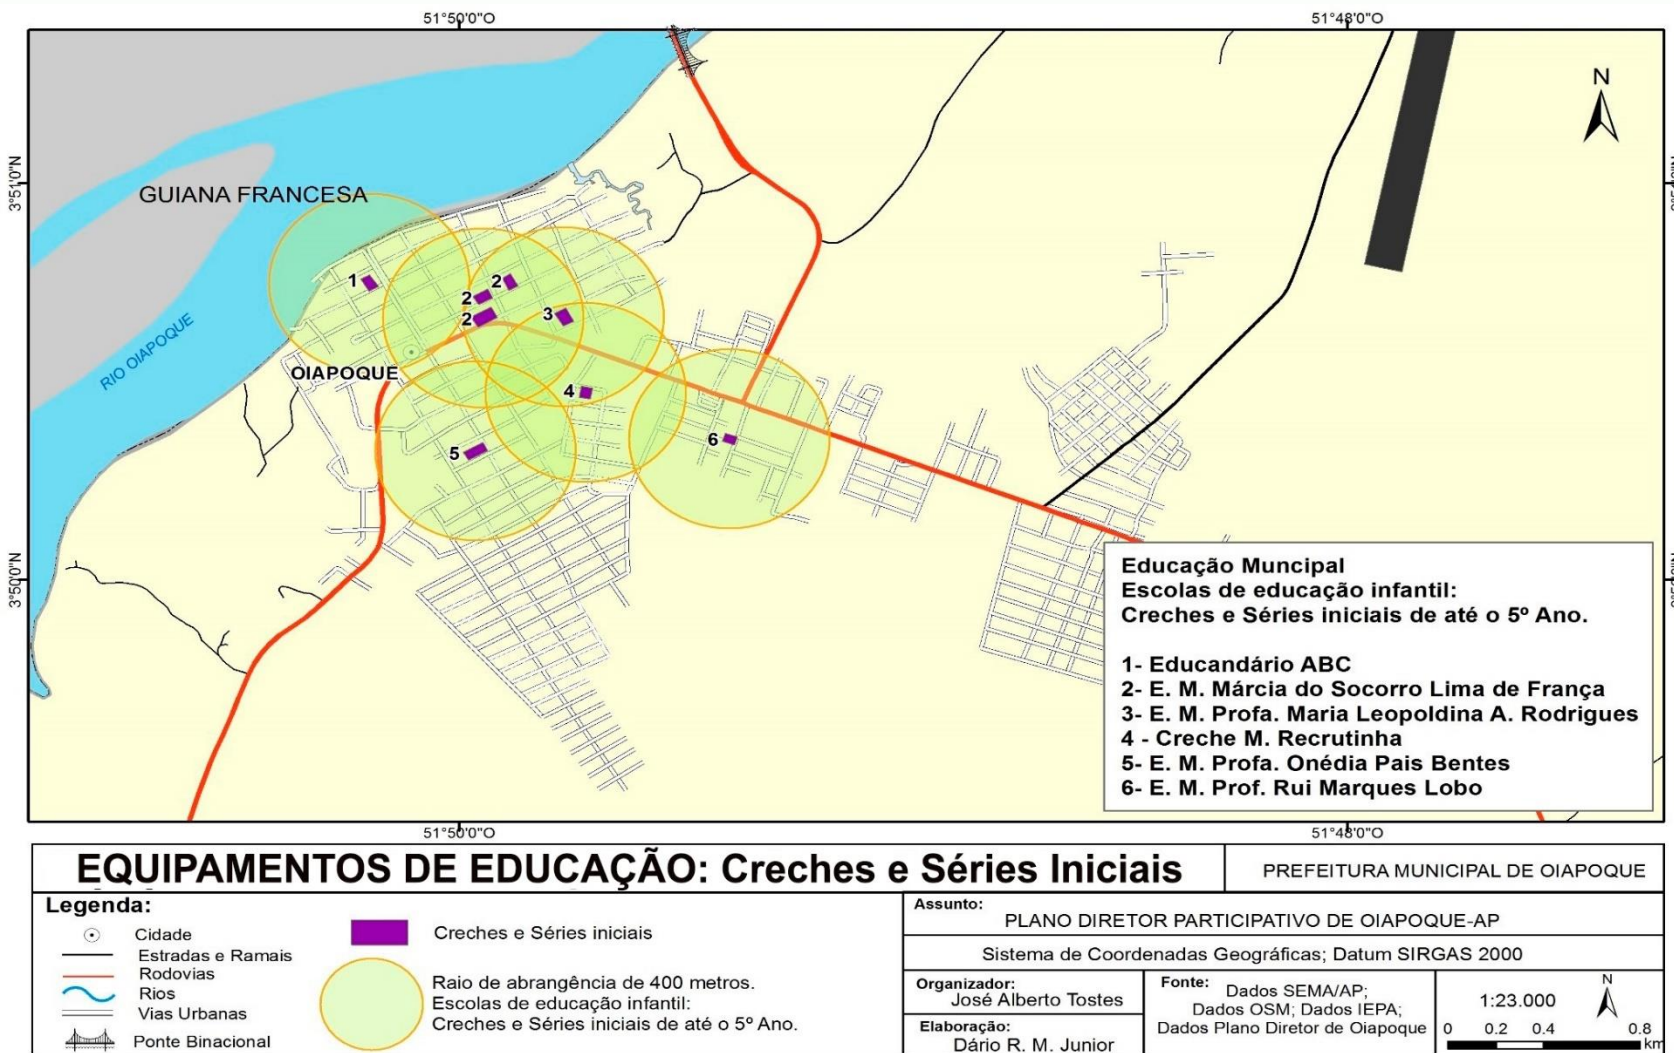 51°50'0"O
51°48'0"O
3°51'0"N
N
GUIANA FRANCESA
1
2
2
2
3
RIO OIAPOQUE
OIAPOQUE
4
5
6
3°50'0"N
Educação Muncipal
Escolas de educação infantil:
Creches e Séries iniciais de até o 5º Ano.
1- Educandário ABC
2- E. M. Márcia do Socorro Lima de França
3- E. M. Profa. Maria Leopoldina A. Rodrigues
4 - Creche M. Recrutinha
5- E. M. Profa. Onédia Pais Bentes
6- E. M. Prof. Rui Marques Lobo
51°50'0"O
51°48'0"O
EQUIPAMENTOS DE EDUCAÇÃO: Creches e Séries Iniciais
PREFEITURA MUNICIPAL DE OIAPOQUE
Legenda:
Cidade
Estradas e Ramais
Rodovias
Rios
Vias Urbanas
Ponte Binacional
Creches e Séries iniciais
Raio de abrangência de 400 metros.
Escolas de educação infantil:
Creches e Séries iniciais de até o 5º Ano.
Assunto:
PLANO DIRETOR PARTICIPATIVO DE OIAPOQUE-AP
Sistema de Coordenadas Geográficas; Datum SIRGAS 2000
Organizador:
José Alberto Tostes
Elaboração:
Dário R. M. Junior
Fonte: Dados SEMA/AP;
Dados OSM; Dados IEPA;
Dados Plano Diretor de Oiapoque
1:23.000
N
0 0.2 0.4 0.8
km